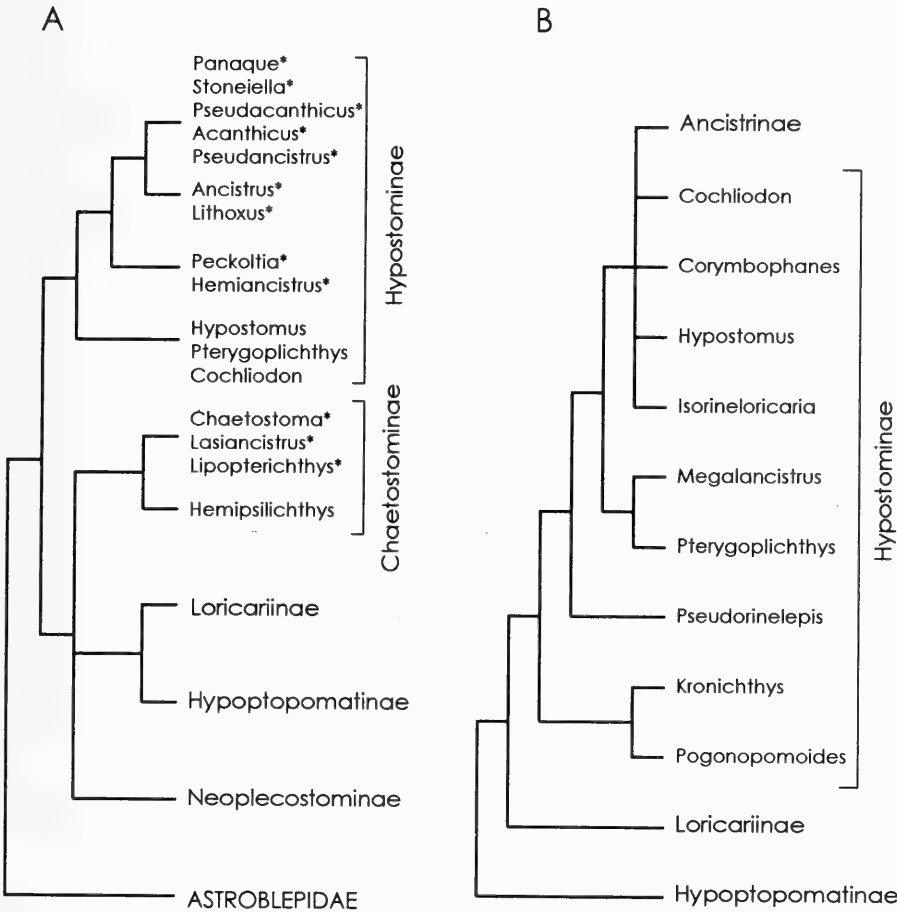 A
Panaque*
Stoneiella*
Pseudacanthicus*
Acanthicus*
Pseudancistrus*
Ancistrus*
Lithoxus*
Peckoltia*
Hemiancistrus*
Hypostomus
Pterygoplichthys
Cochliodon
Hypostominae
Chaetostoma*
Lasiancistrus*
Lipopterichthys*
Hemipsilichthys
Chaetostominae
Loricariinae
Hypoptopomatinae
Neoplecostominae
ASTROBLEPIDAE
B
Ancistrinae
Cochliodon
Corymbophanes
Hypostomus
Isorineloricaria
Megalancistrus
Pterygoplichthys
Pseudorinelepis
Kronichthys
Pogonopomoides
Hypostominae
Loricariinae
Hypoptopomatinae